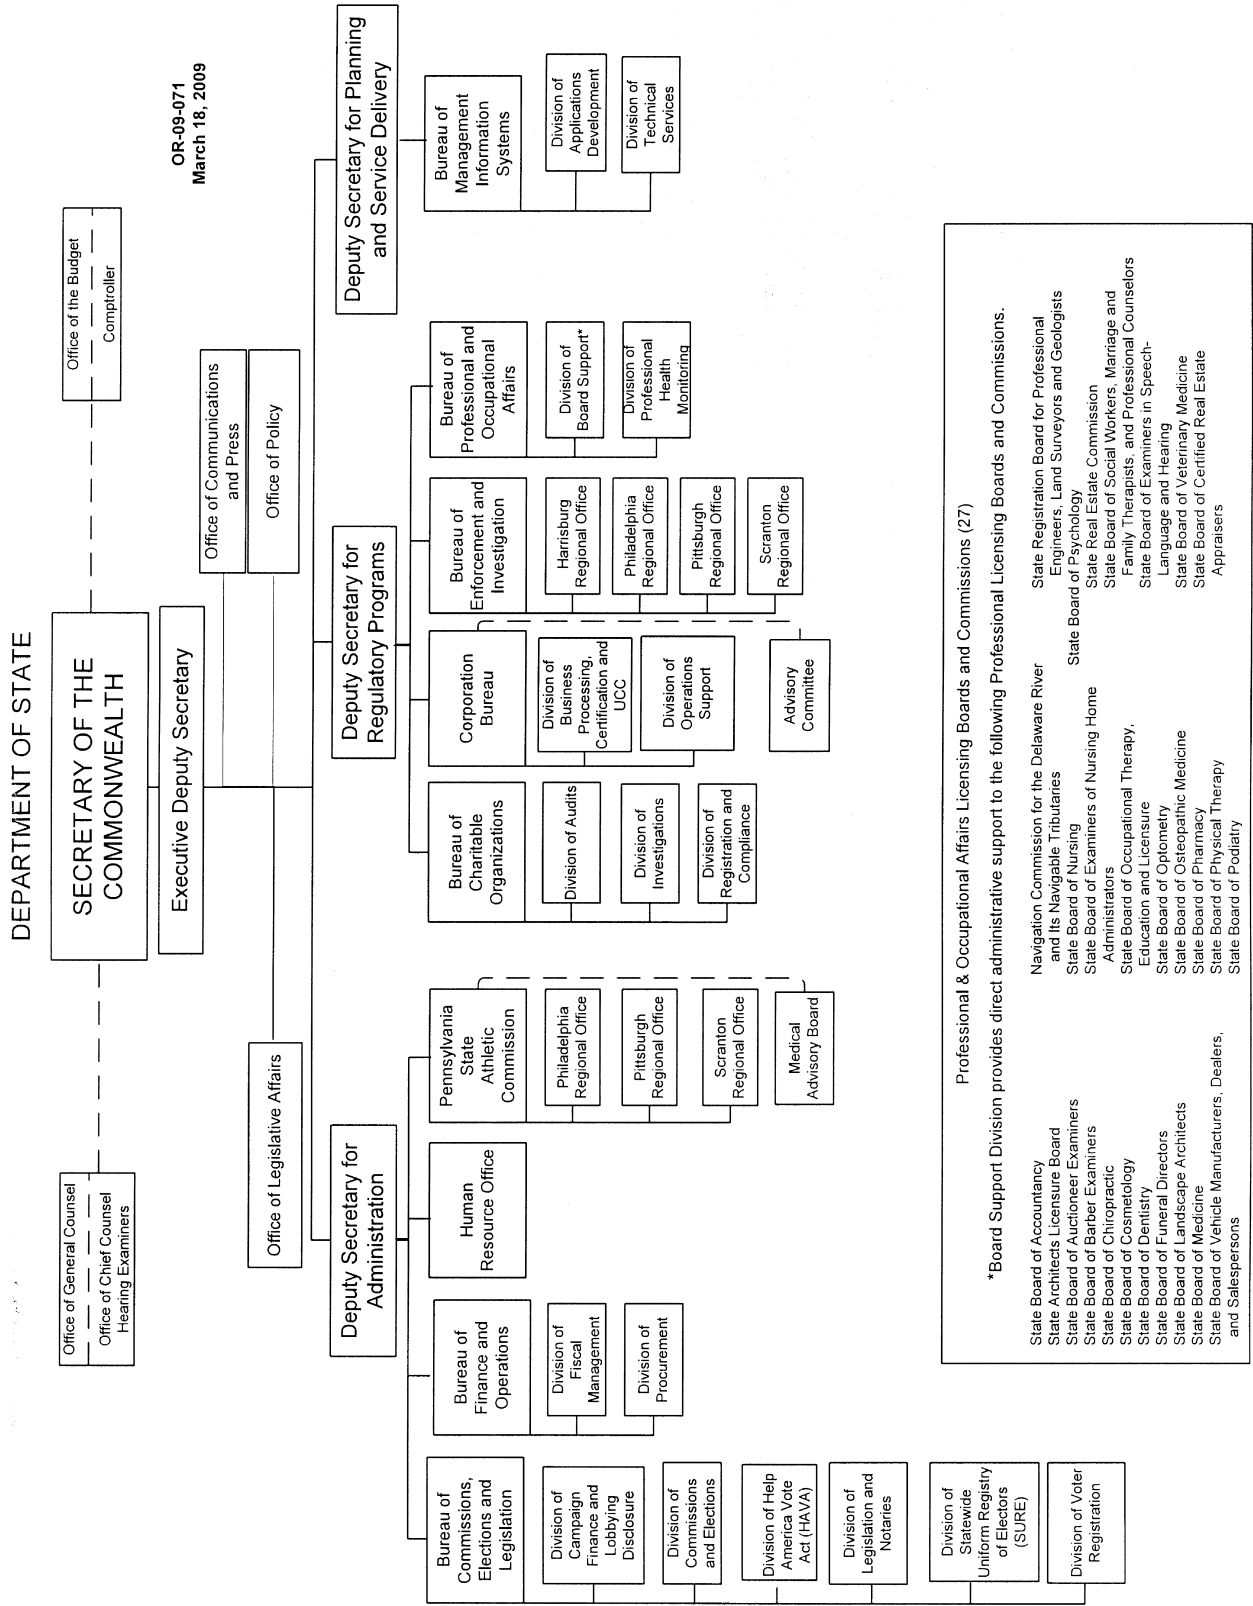 DEPARTMENT OF STATE
OR-09-071
March 18, 2009
Office of General Counsel
Office of Chief Counsel
Hearing Examiners
SECRETARY OF THE
COMMONWEALTH
Office of the Budget
Comptroller
Executive Deputy Secretary
Office of Communications
and Press
Office of Legislative Affairs
Office of Policy
Deputy Secretary for
Administration
Deputy Secretary for
Regulatory Programs
Deputy Secretary for Planning
and Service Delivery
Bureau of
Commissions,
Elections and
Legislation
Division of
Campaign
Finance and
Lobbying
Disclosure
Division of
Commissions
and Elections
Division of Help
America Vote
Act (HAVA)
Division of
Legislation and
Notaries
Division of
Statewide
Uniform Registry
of Electors
(SURE)
Division of Voter
Registration
Bureau of
Finance and
Operations
Division of
Fiscal
Management
Division of
Procurement
Human
Resource Office
Pennsylvania
State
Athletic
Commission
Philadelphia
Regional Office
Pittsburgh
Regional Office
Scranton
Regional Office
Medical
Advisory Board
Bureau of
Charitable
Organizations
Division of Audits
Division of
Investigations
Division of
Registration and
Compliance
Corporation
Bureau
Division of
Business
Processing,
Certification and
UCC
Division of
Operations
Support
Advisory
Committee
Bureau of
Enforcement and
Investigation
Harrisburg
Regional Office
Philadelphia
Regional Office
Pittsburgh
Regional Office
Scranton
Regional Office
Bureau of
Professional and
Occupational
Affairs
Division of
Board Support*
Division of
Professional
Health
Monitoring
Bureau of
Management
Information
Systems
Division of
Applications
Development
Division of
Technical
Services
Professional & Occupational Affairs Licensing Boards and Commissions (27)
*Board Support Division provides direct administrative support to the following Professional Licensing Boards and Commissions.
State Board of Accountancy
State Architects Licensure Board
State Board of Auctioneer Examiners
State Board of Barber Examiners
State Board of Chiropractic
State Board of Cosmetology
State Board of Dentistry
State Board of Funeral Directors
State Board of Landscape Architects
State Board of Medicine
State Board of Vehicle Manufacturers, Dealers,
and Salespersons
Navigation Commission for the Delaware River
and Its Navigable Tributaries
State Board of Nursing
State Board of Examiners of Nursing Home
Administrators
State Board of Occupational Therapy,
Education and Licensure
State Board of Optometry
State Board of Osteopathic Medicine
State Board of Pharmacy
State Board of Physical Therapy
State Board of Podiatry
State Registration Board for Professional
Engineers, Land Surveyors and Geologists
State Board of Psychology
State Real Estate Commission
State Board of Social Workers, Marriage and
Family Therapists, and Professional Counselors
State Board of Examiners in Speech-
Language and Hearing
State Board of Veterinary Medicine
State Board of Certified Real Estate
Appraisers